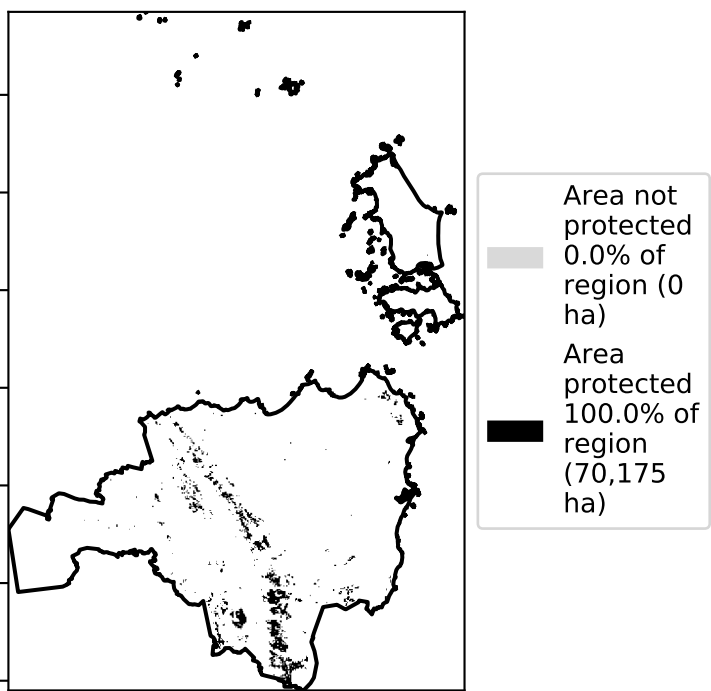 Area not
protected
0.0% of
region (0
ha)
Area
protected
100.0% of
region
(70,175
ha)